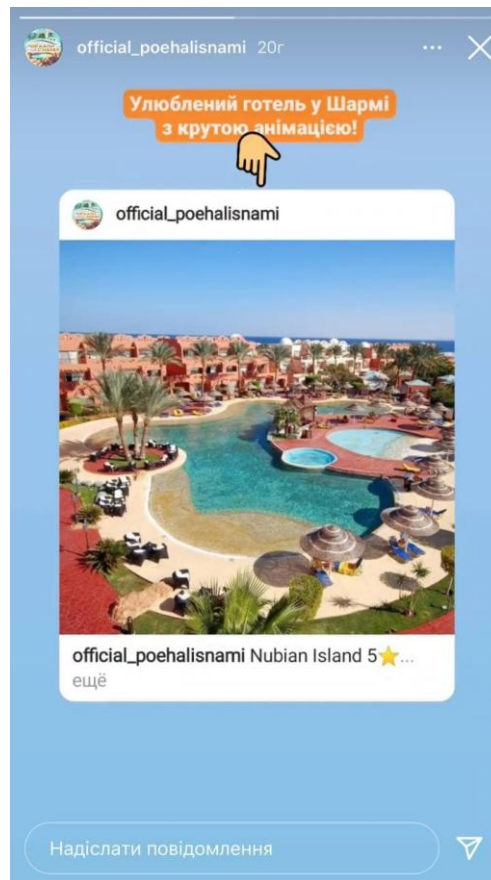 official_poehalisnami 20г
Улюблений готель у Шармі
з крутою анімацією!
official_poehalisnami
official_poehalisnami Nubian Island 5⭐...
ещё
Надіслати повідомлення